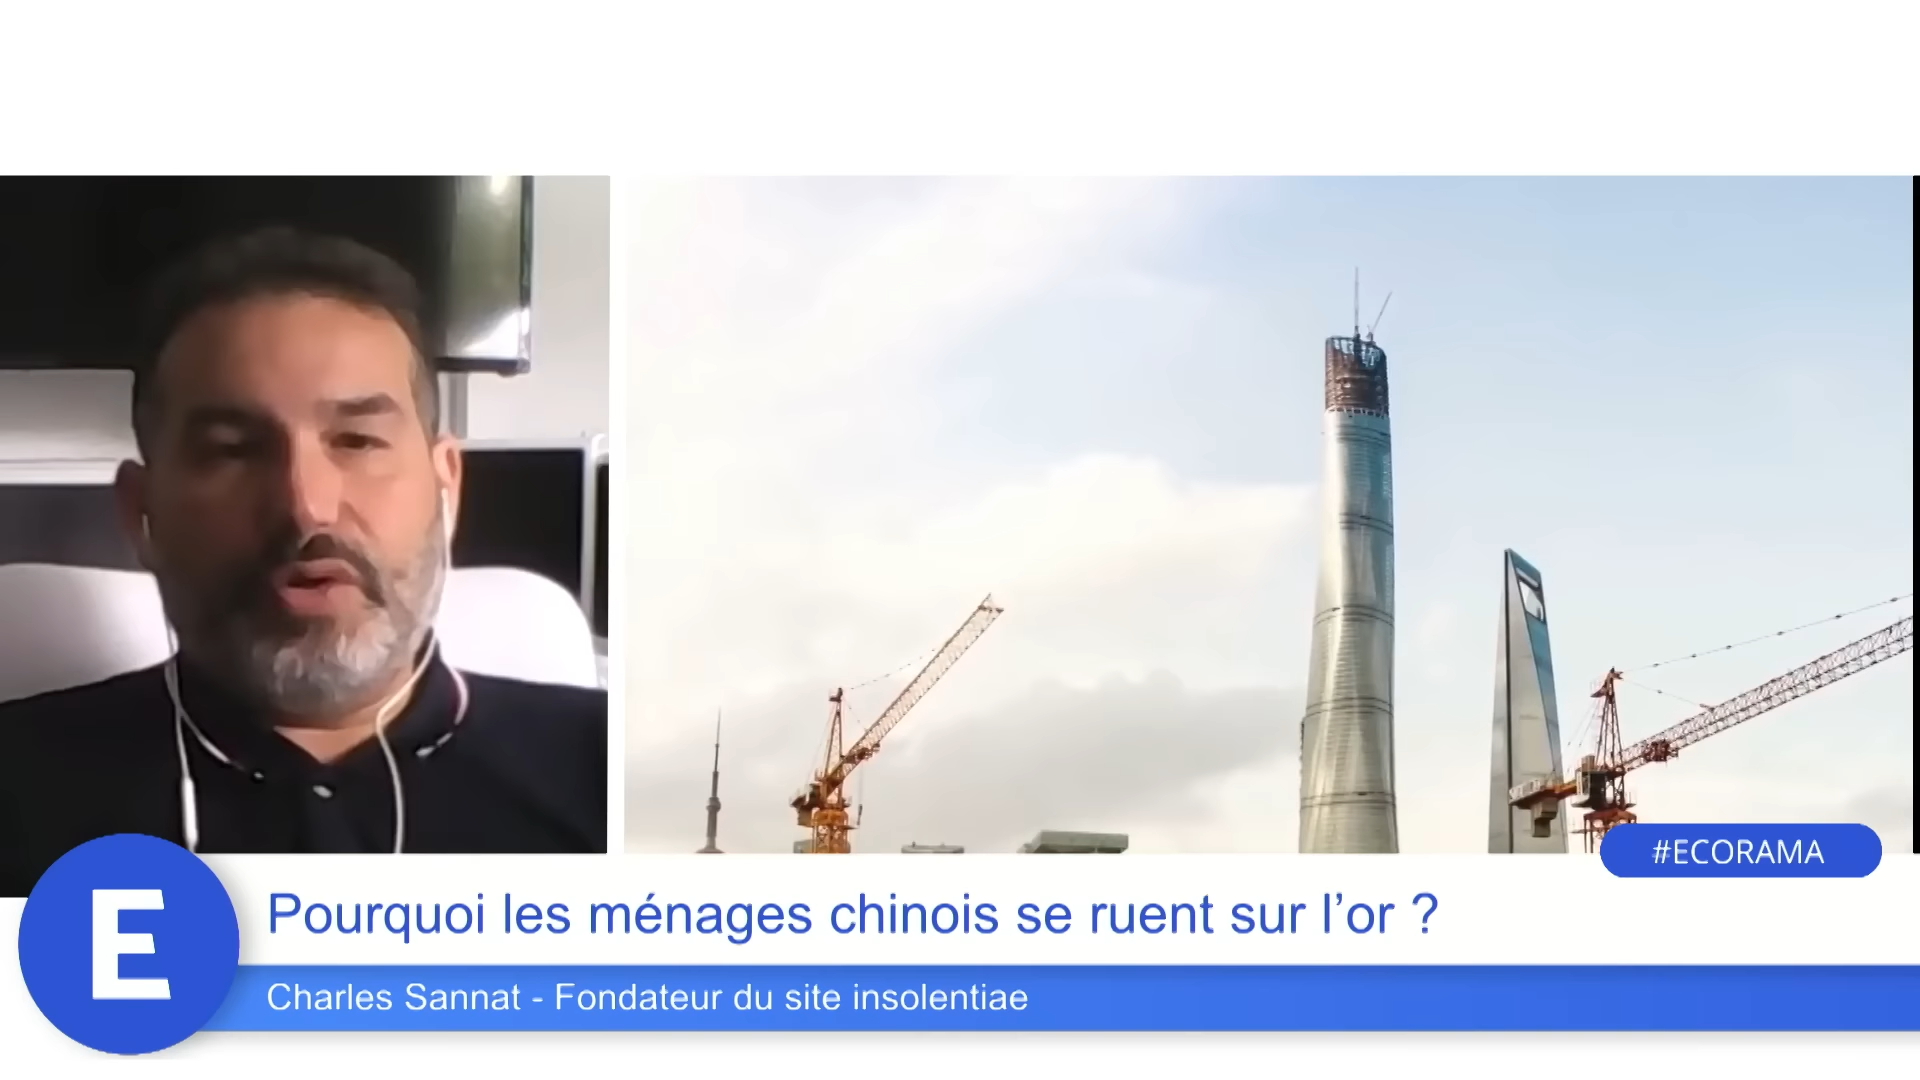 #ECORAMA
E
Pourquoi les ménages chinois se ruent sur l’or ?
Charles Sannat - Fondateur du site insolentiae